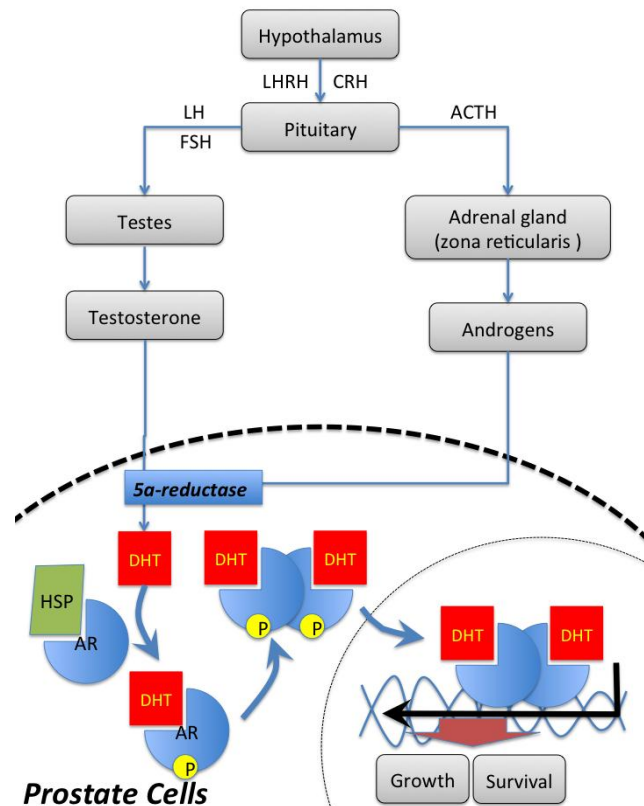 Hypothalamus
LHRH CRH
LH
FSH
Pituitary
ACTH
Testes
Adrenal gland
(zona reticularis )
Testosterone
Androgens
5a-reductase
DHT
HSP
AR
DHT
AR
P
DHT
DHT
P
P
DHT
DHT
Growth
Survival
Prostate Cells